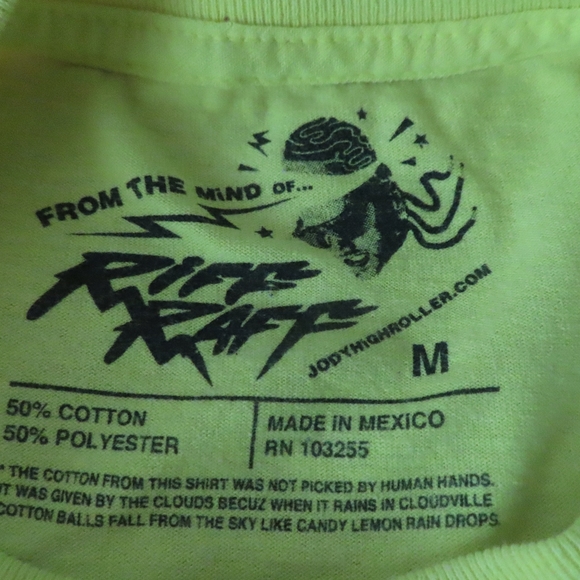 FROM THE MIND OF...
RIFF
RAFF
JODYHIGHROLLER.COM
M
50% COTTON
50% POLYESTER
MADE IN MEXICO
RN 103255
* THE COTTON FROM THIS SHIRT WAS NOT PICKED BY HUMAN HANDS.
IT WAS GIVEN BY THE CLOUDS BECUZ WHEN IT RAINS IN CLOUDVILLE
COTTON BALLS FALL FROM THE SKY LIKE CANDY LEMON RAIN DROPS